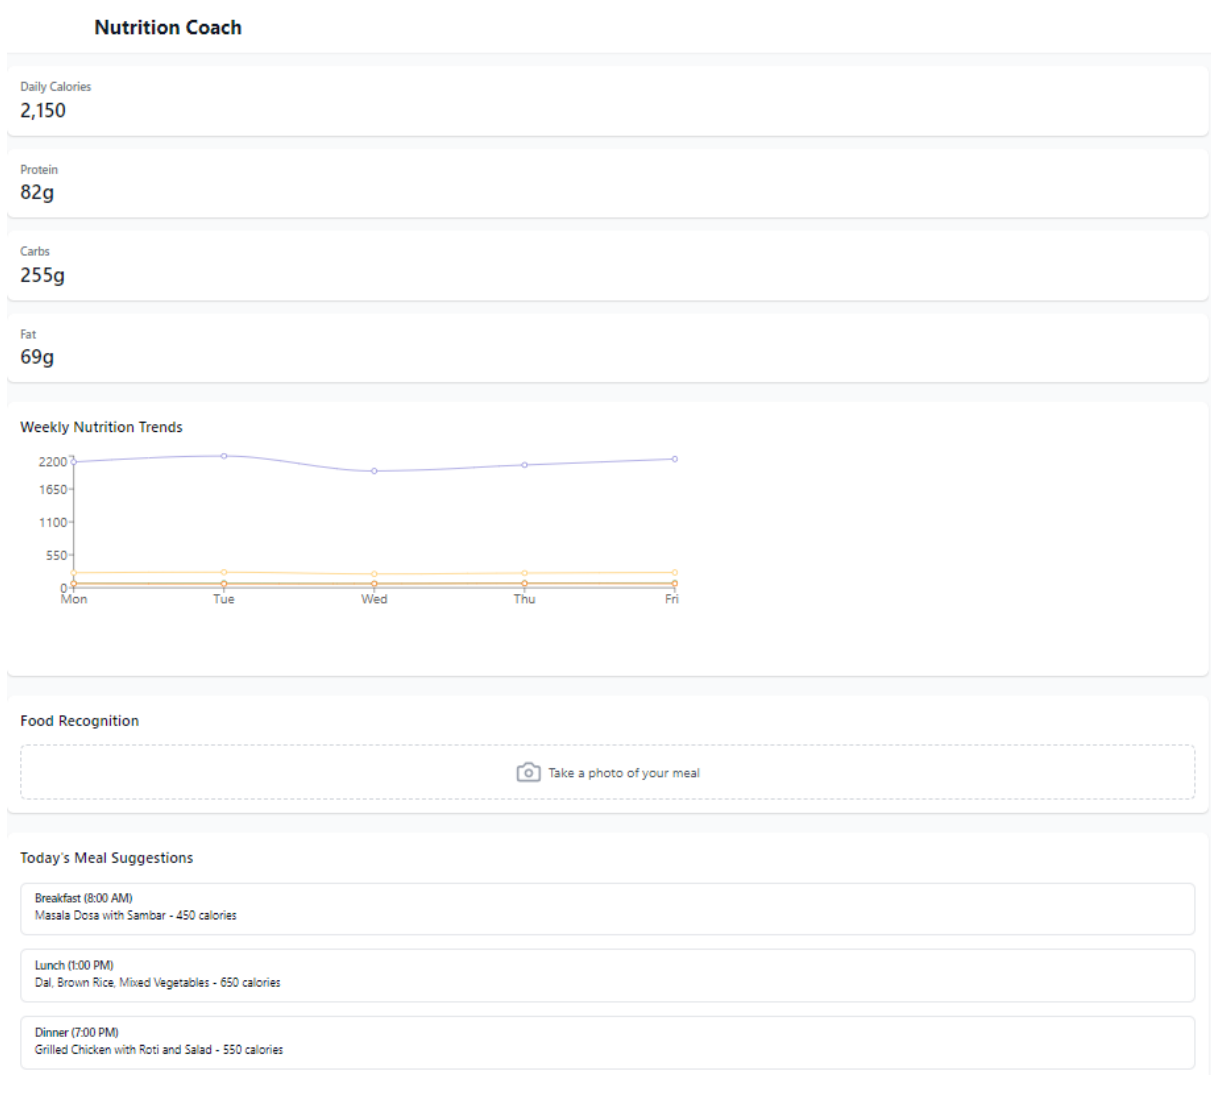 Nutrition Coach
Daily Calories
2,150
Protein
82g
Carbs
255g
Fat
69g
Weekly Nutrition Trends
2200
1650
1100
550
0
Mon Tue Wed Thu Fri
Food Recognition
Take a photo of your meal
Today's Meal Suggestions
Breakfast (8:00 AM)
Masala Dosa with Sambar - 450 calories
Lunch (1:00 PM)
Dal, Brown Rice, Mixed Vegetables - 650 calories
Dinner (7:00 PM)
Grilled Chicken with Roti and Salad - 550 calories